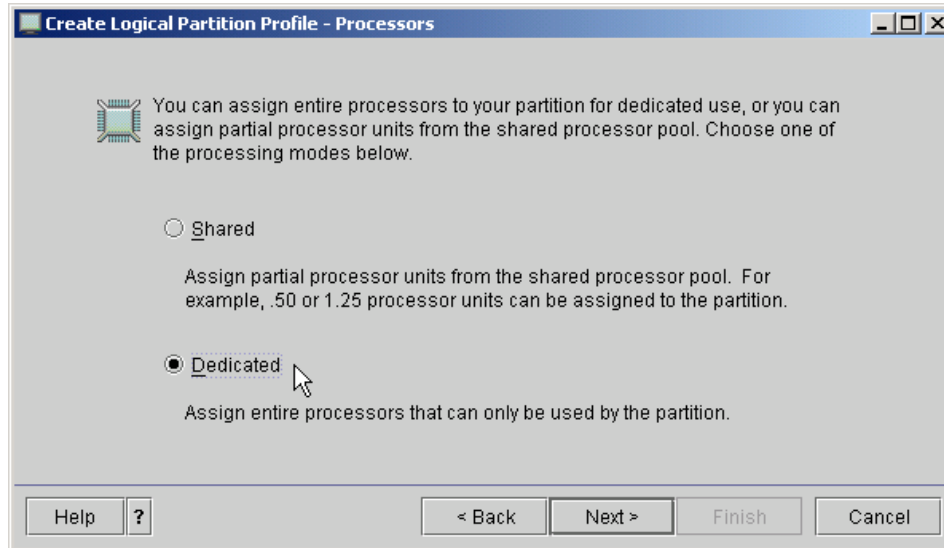 Create Logical Partition Profile - Processors
You can assign entire processors to your partition for dedicated use, or you can
assign partial processor units from the shared processor pool. Choose one of
the processing modes below.
Shared
Assign partial processor units from the shared processor pool. For
example, .50 or 1.25 processor units can be assigned to the partition.
Dedicated
Assign entire processors that can only be used by the partition.
Help ? < Back Next > Finish Cancel